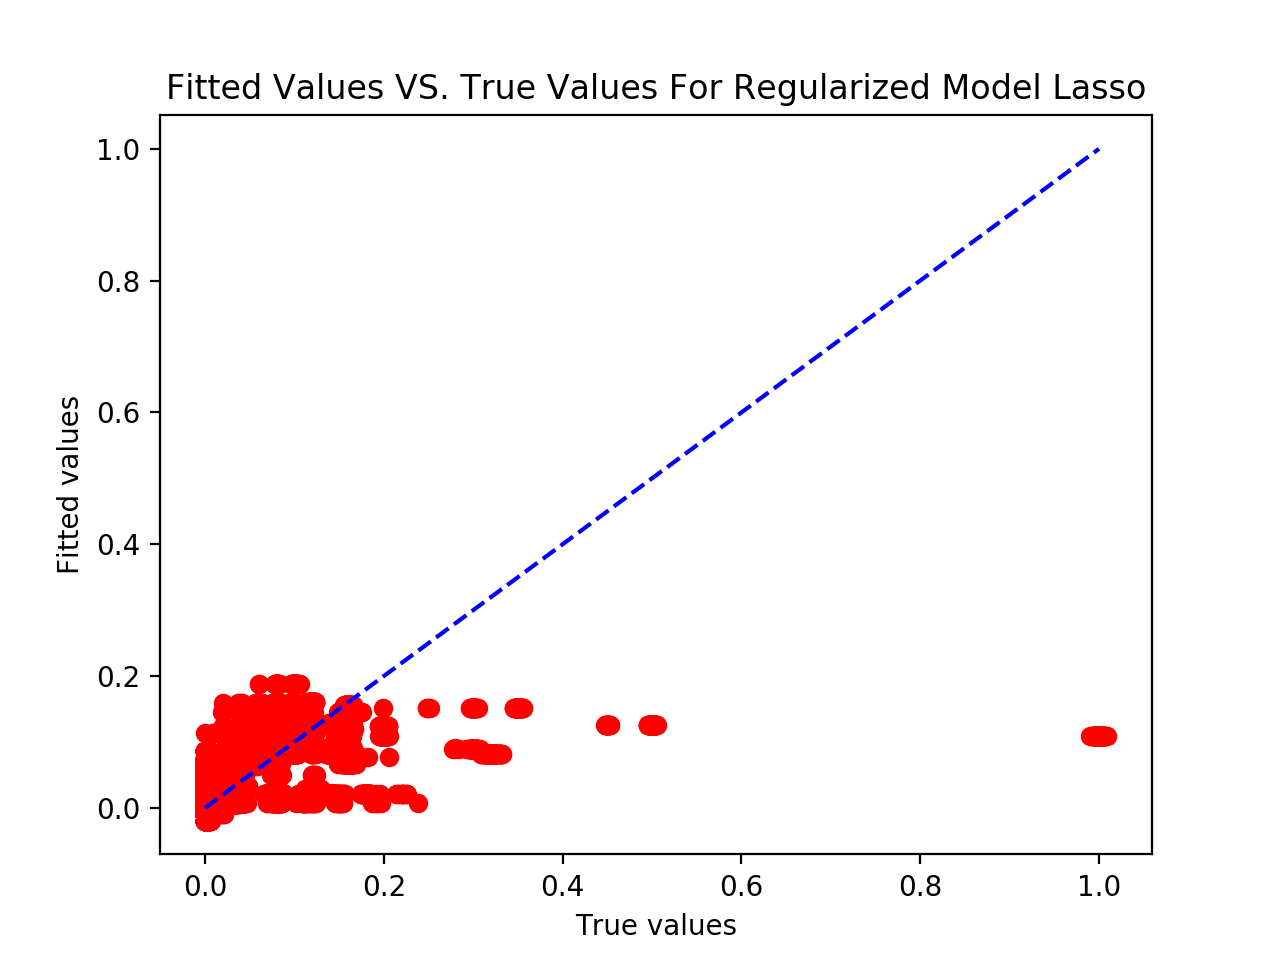 Fitted Values VS. True Values For Regularized Model Lasso
1.0
0.8
0.6
0.4
0.2
0.0
Fitted values
0.0 0.2 0.4 0.6 0.8 1.0
True values